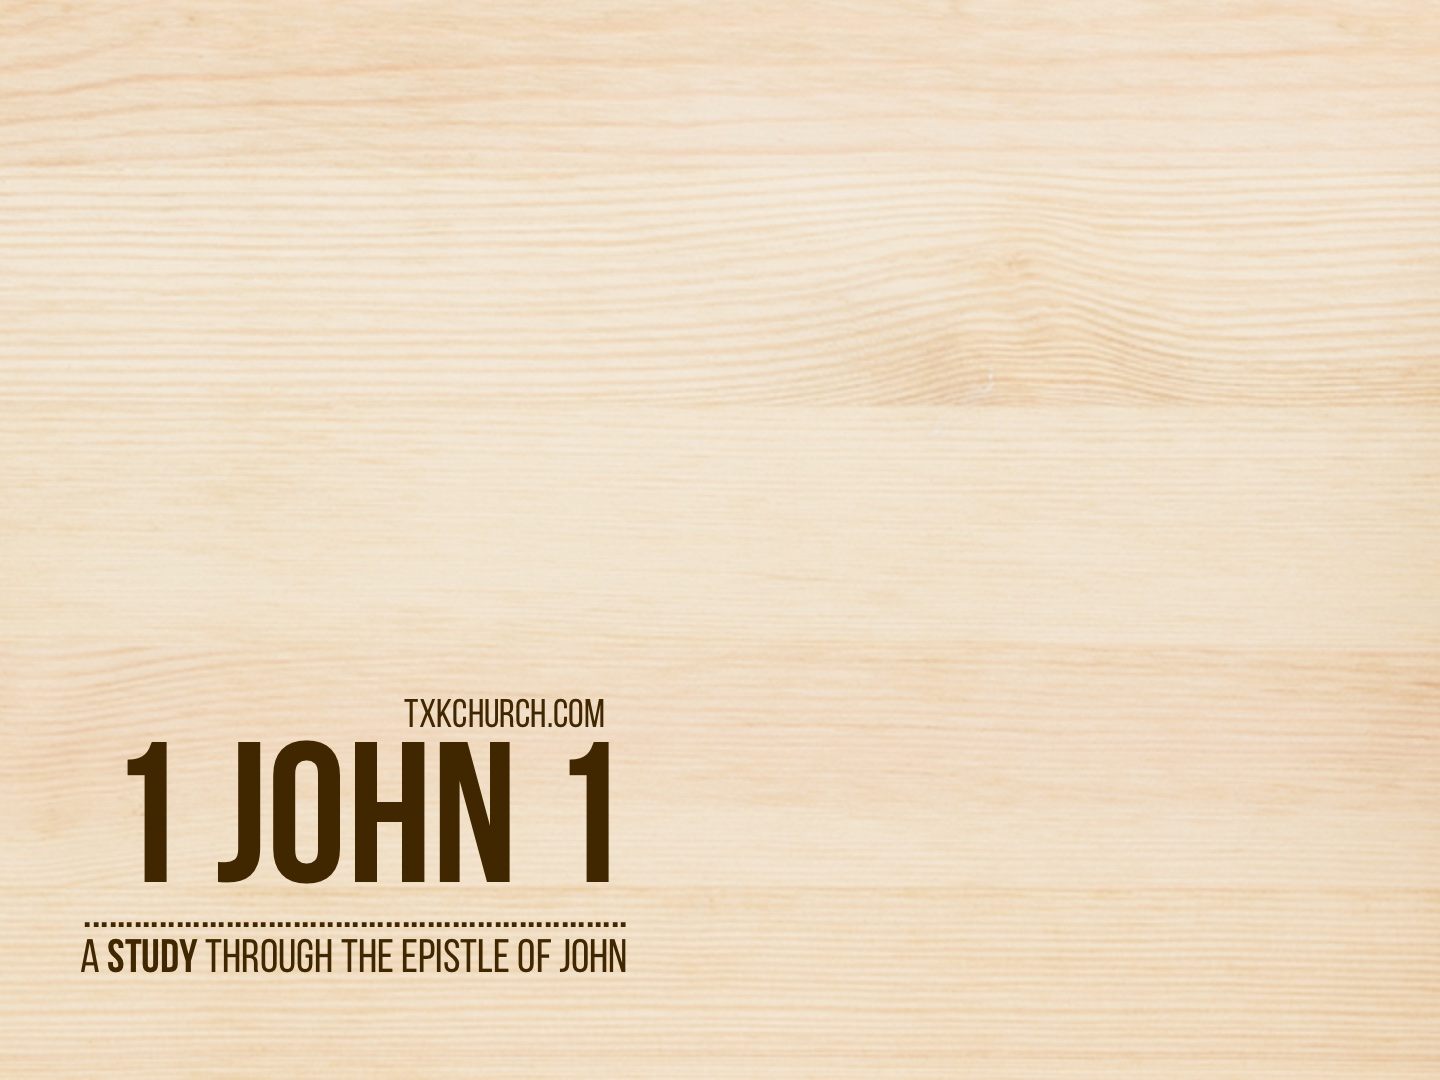 TXKCHURCH.COM
1 JOHN 1
A STUDY THROUGH THE EPISTLE OF JOHN